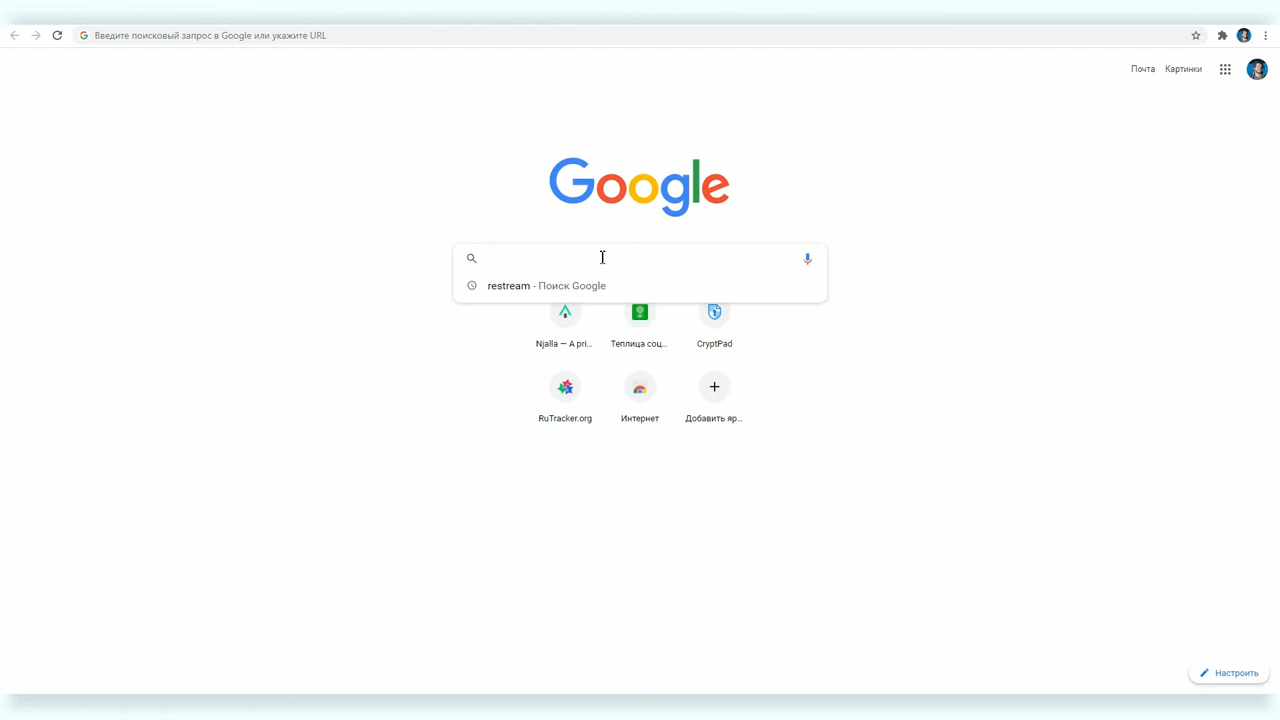 Введите поисковый запрос в Google или укажите URL
Почта Картинки
Google
restream - Поиск Google
Njalla — A pri... Теплица соц... CryptPad
RuTracker.org Интернет Добавить яр...
Настроить